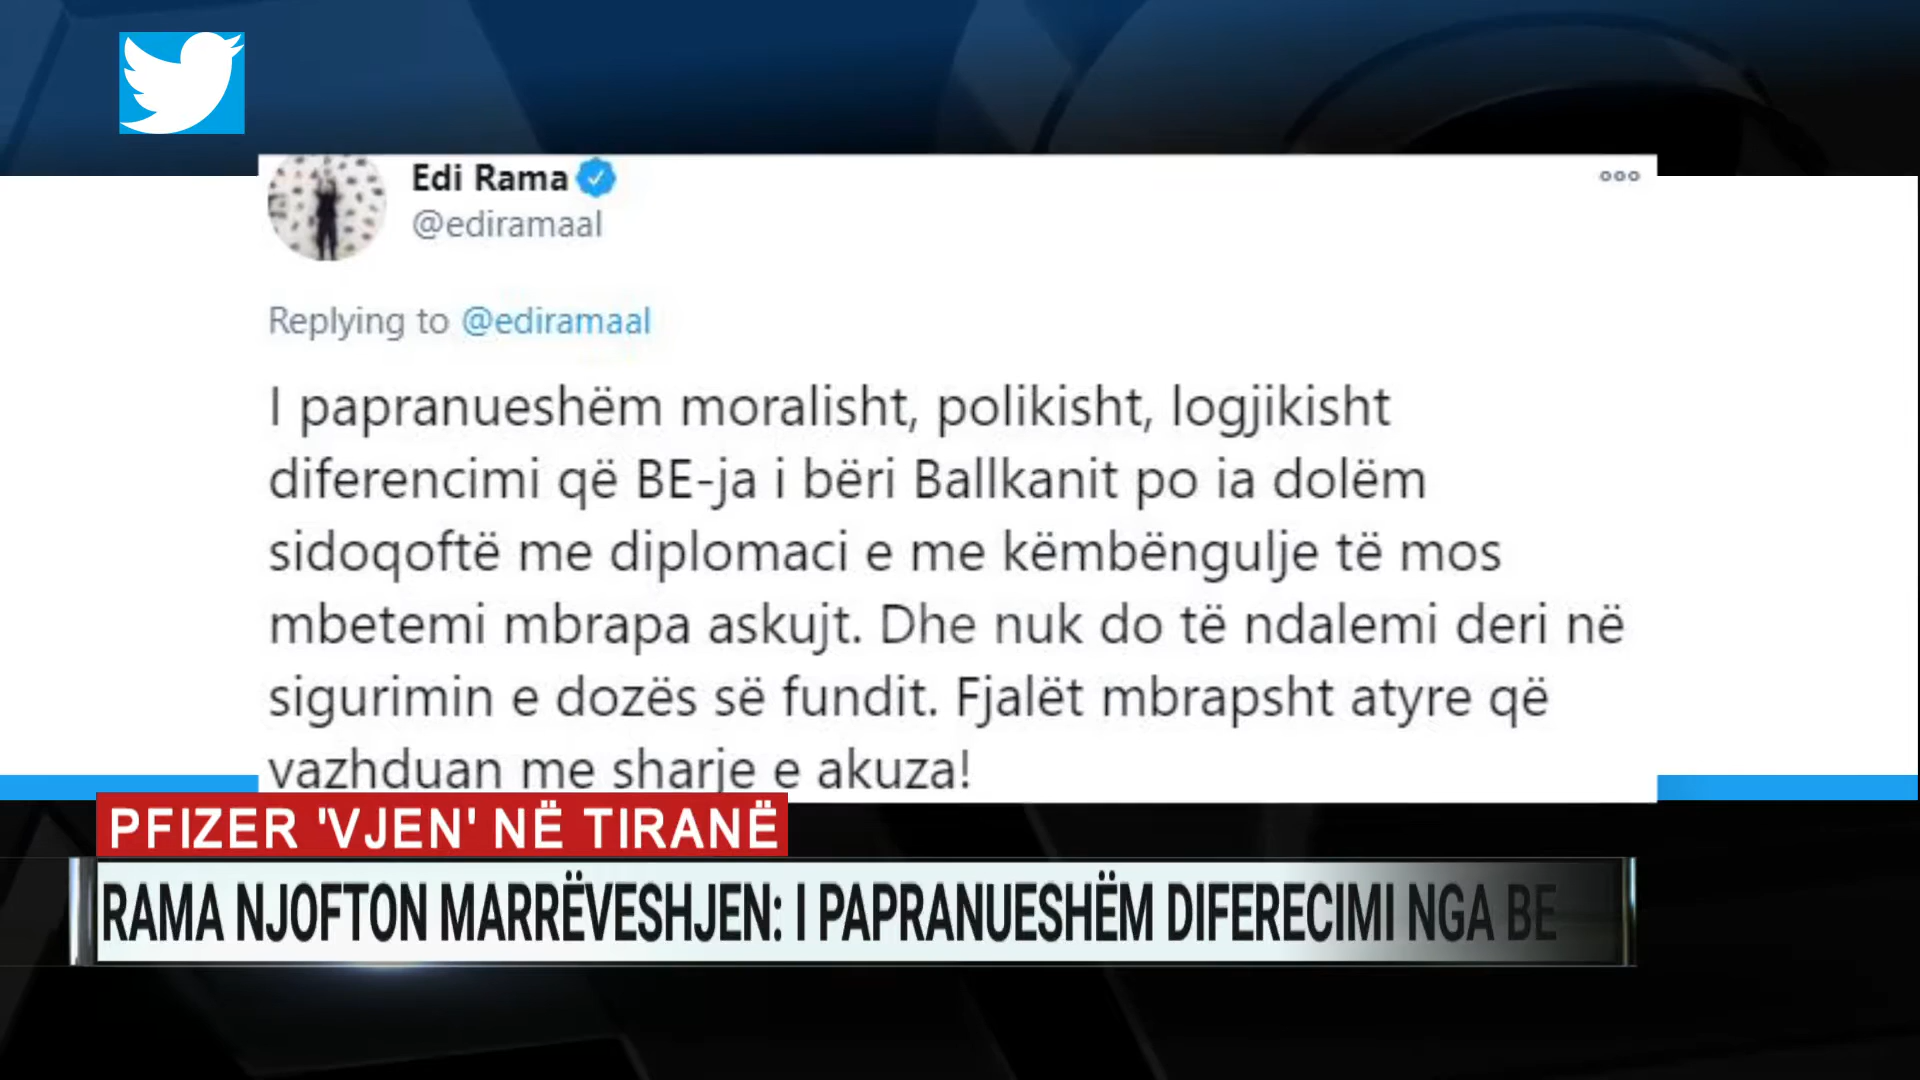 Edi Rama
@ediramaal
Replying to @ediramaal
I papranueshëm moralisht, polikisht, logjikisht
diferencimi që BE-ja i bëri Ballkanit po ia dolëm
sidoqoftë me diplomaci e me këmbëngulje të mos
mbetemi mbrapa askujt. Dhe nuk do të ndalemi deri në
sigurimin e dozës së fundit. Fjalët mbrapsht atyre që
vazhduan me sharje e akuza!
PFIZER 'VJEN' NË TIRANË
RAMA NJOFTON MARRËVESHJEN: I PAPRANUESHËM DIFERECIMI NGA BE